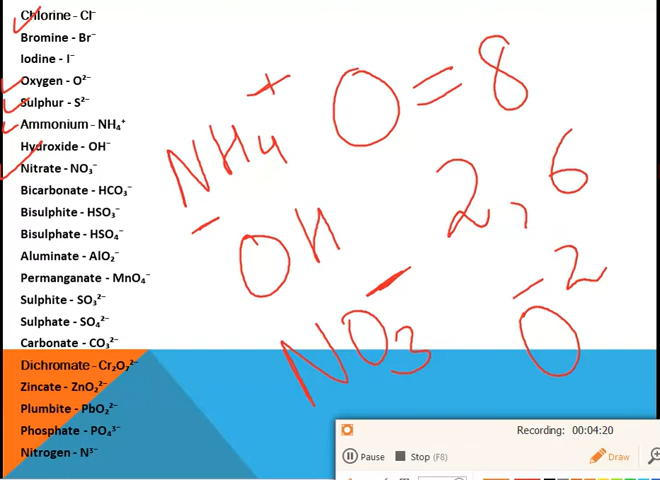 Chlorine - Cl⁻
Bromine - Br⁻
Iodine - I⁻
Oxygen - O²⁻
Sulphur - S²⁻
Ammonium - NH₄⁺
Hydroxide - OH⁻
Nitrate - NO₃⁻
Bicarbonate - HCO₃⁻
Bisulphite - HSO₃⁻
Bisulphate - HSO₄⁻
Aluminate - AlO₂⁻
Permanganate - MnO₄⁻
Sulphite - SO₃²⁻
Sulphate - SO₄²⁻
Carbonate - CO₃²⁻
Dichromate - Cr₂O₇²⁻
Zincate - ZnO₂²⁻
Plumbite - PbO₂²⁻
Phosphate - PO₄³⁻
Nitrogen - N³⁻
O = 8
NH₄⁺
2, 6
OH⁻
O⁻²
NO₃⁻
Recording: 00:04:20
Pause
Stop (F8)
Draw